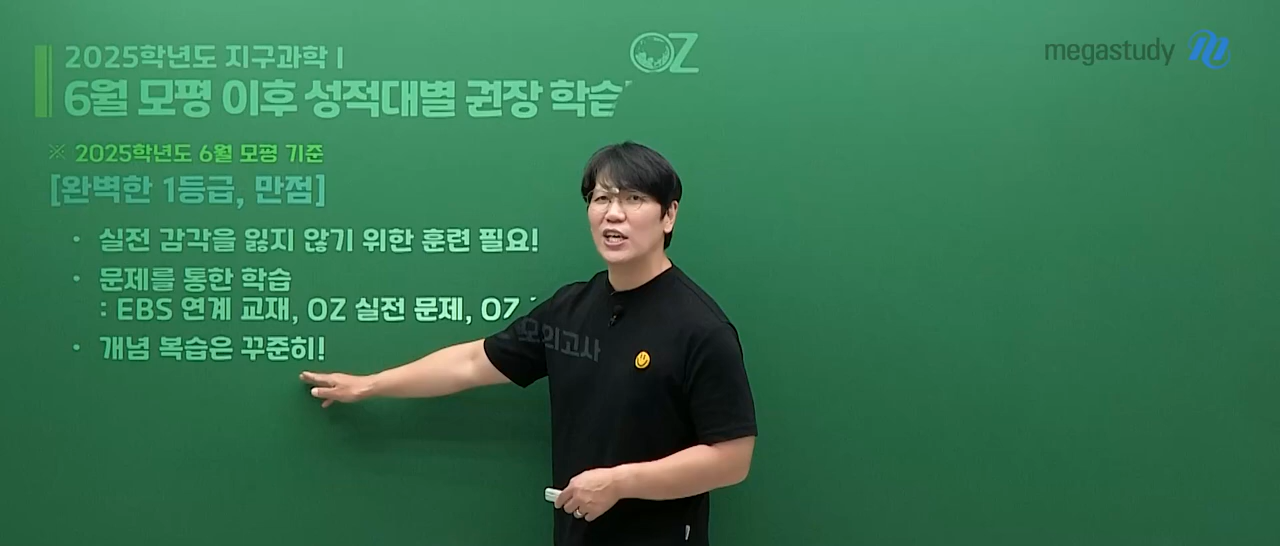 2025학년도 지구과학 I
OZ
megastudy
6월 모평 이후 성적대별 권장 학습
※ 2025학년도 6월 모평 기준
[완벽한 1등급, 만점]
• 실전 감각을 잃지 않기 위한 훈련 필요!
• 문제를 통한 학습
: EBS 연계 교재, OZ 실전 문제, OZ 모의고사
• 개념 복습은 꾸준히!